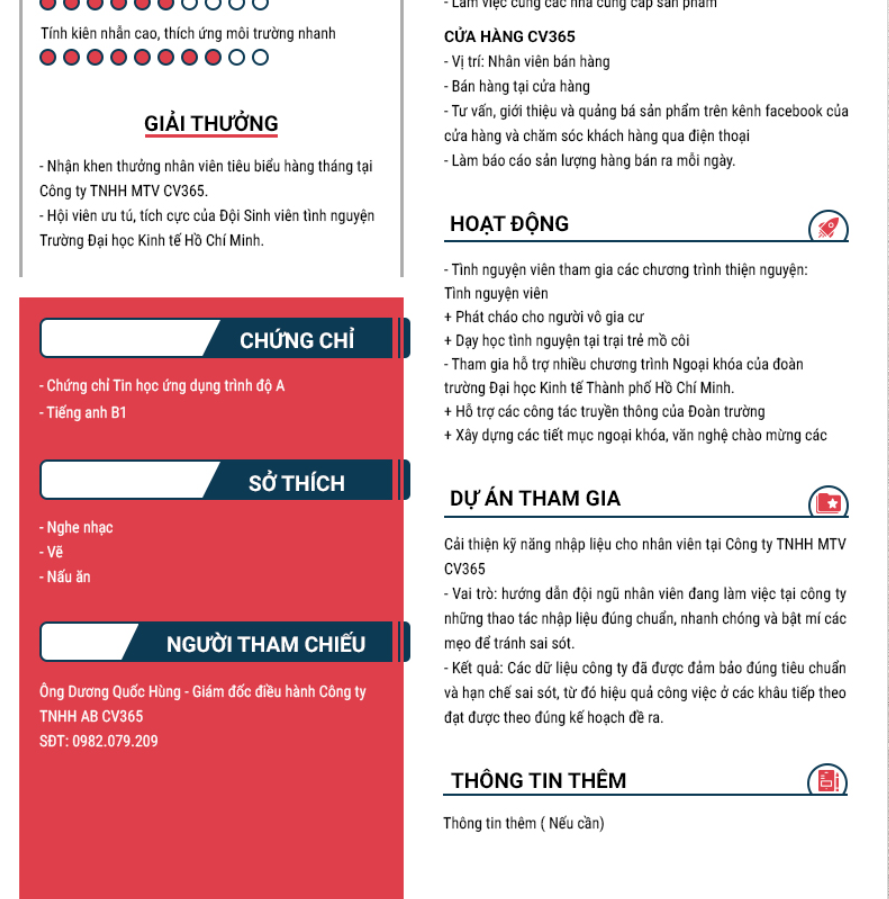 Tính kiên nhẫn cao, thích ứng môi trường nhanh
GIẢI THƯỞNG
- Nhận khen thưởng nhân viên tiêu biểu hàng tháng tại
Công ty TNHH MTV CV365.
- Hội viên ưu tú, tích cực của Đội Sinh viên tình nguyện
Trường Đại học Kinh tế Hồ Chí Minh.
CHỨNG CHỈ
- Chứng chỉ Tin học ứng dụng trình độ A
- Tiếng anh B1
SỞ THÍCH
- Nghe nhạc
- Vẽ
- Nấu ăn
NGƯỜI THAM CHIẾU
Ông Dương Quốc Hùng - Giám đốc điều hành Công ty
TNHH AB CV365
SĐT: 0982.079.209
- Làm việc cùng các nhà cung cấp sản phẩm
CỬA HÀNG CV365
- Vị trí: Nhân viên bán hàng
- Bán hàng tại cửa hàng
- Tư vấn, giới thiệu và quảng bá sản phẩm trên kênh facebook của
cửa hàng và chăm sóc khách hàng qua điện thoại
- Làm báo cáo sản lượng hàng bán ra mỗi ngày.
HOẠT ĐỘNG
- Tình nguyện viên tham gia các chương trình thiện nguyện:
Tình nguyện viên
+ Phát cháo cho người vô gia cư
+ Dạy học tình nguyện tại trại trẻ mồ côi
- Tham gia hỗ trợ nhiều chương trình Ngoại khóa của đoàn
trường Đại học Kinh tế Thành phố Hồ Chí Minh.
+ Hỗ trợ các công tác truyền thông của Đoàn trường
+ Xây dựng các tiết mục ngoại khóa, văn nghệ chào mừng các
DỰ ÁN THAM GIA
Cải thiện kỹ năng nhập liệu cho nhân viên tại Công ty TNHH MTV
CV365
- Vai trò: hướng dẫn đội ngũ nhân viên đang làm việc tại công ty
những thao tác nhập liệu đúng chuẩn, nhanh chóng và bật mí các
mẹo để tránh sai sót.
- Kết quả: Các dữ liệu công ty đã được đảm bảo đúng tiêu chuẩn
và hạn chế sai sót, từ đó hiệu quả công việc ở các khâu tiếp theo
đạt được theo đúng kế hoạch đề ra.
THÔNG TIN THÊM
Thông tin thêm ( Nếu cần)